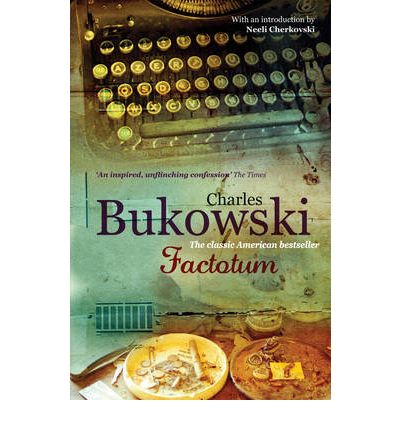 With an introduction by
Neeli Cherkovski
'An inspired, unflinching confession' The Times
Charles
Bukowski
The classic American bestseller
Factotum